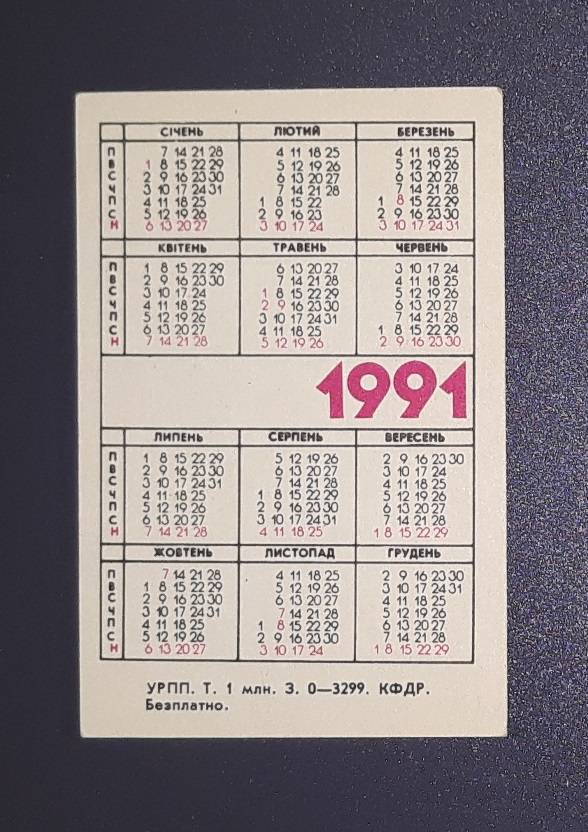 СІЧЕНЬ ЛЮТИЙ БЕРЕЗЕНЬ
П 7 14 21 28 4 11 18 25 4 11 18 25
В 1 8 15 22 29 5 12 19 26 5 12 19 26
С 2 9 16 23 30 6 13 20 27 6 13 20 27
Ч 3 10 17 24 31 7 14 21 28 7 14 21 28
П 4 11 18 25 1 8 15 22 1 8 15 22 29
С 5 12 19 26 2 9 16 23 2 9 16 23 30
Н 6 13 20 27 3 10 17 24 3 10 17 24 31
КВІТЕНЬ ТРАВЕНЬ ЧЕРВЕНЬ
П 1 8 15 22 29 6 13 20 27 3 10 17 24
В 2 9 16 23 30 7 14 21 28 4 11 18 25
С 3 10 17 24 1 8 15 22 29 5 12 19 26
Ч 4 11 18 25 2 9 16 23 30 6 13 20 27
П 5 12 19 26 3 10 17 24 31 7 14 21 28
С 6 13 20 27 4 11 18 25 1 8 15 22 29
Н 7 14 21 28 5 12 19 26 2 9 16 23 30
1991
ЛИПЕНЬ СЕРПЕНЬ ВЕРЕСЕНЬ
П 1 8 15 22 29 5 12 19 26 2 9 16 23 30
В 2 9 16 23 30 6 13 20 27 3 10 17 24
С 3 10 17 24 31 7 14 21 28 4 11 18 25
Ч 4 11 18 25 1 8 15 22 29 5 12 19 26
П 5 12 19 26 2 9 16 23 30 6 13 20 27
С 6 13 20 27 3 10 17 24 31 7 14 21 28
Н 7 14 21 28 4 11 18 25 1 8 15 22 29
ЖОВТЕНЬ ЛИСТОПАД ГРУДЕНЬ
П 7 14 21 28 4 11 18 25 2 9 16 23 30
В 1 8 15 22 29 5 12 19 26 3 10 17 24 31
С 2 9 16 23 30 6 13 20 27 4 11 18 25
Ч 3 10 17 24 31 7 14 21 28 5 12 19 26
П 4 11 18 25 1 8 15 22 29 6 13 20 27
С 5 12 19 26 2 9 16 23 30 7 14 21 28
Н 6 13 20 27 3 10 17 24 1 8 15 22 29
УРПП. Т. 1 млн. З. 0—3299. КФДР.
Безплатно.